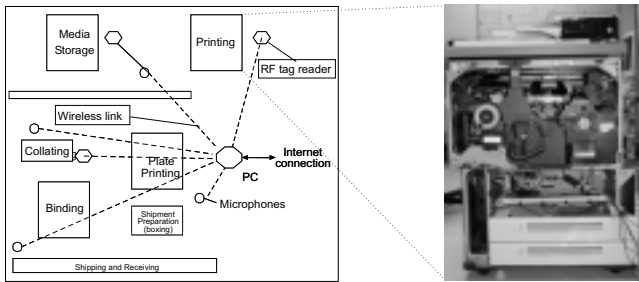 Media
Storage
Printing
RF tag reader
Wireless link
Collating
Plate
Printing
Internet
connection
PC
Binding
Shipment
Preparation
(boxing)
Microphones
Shipping and Receiving